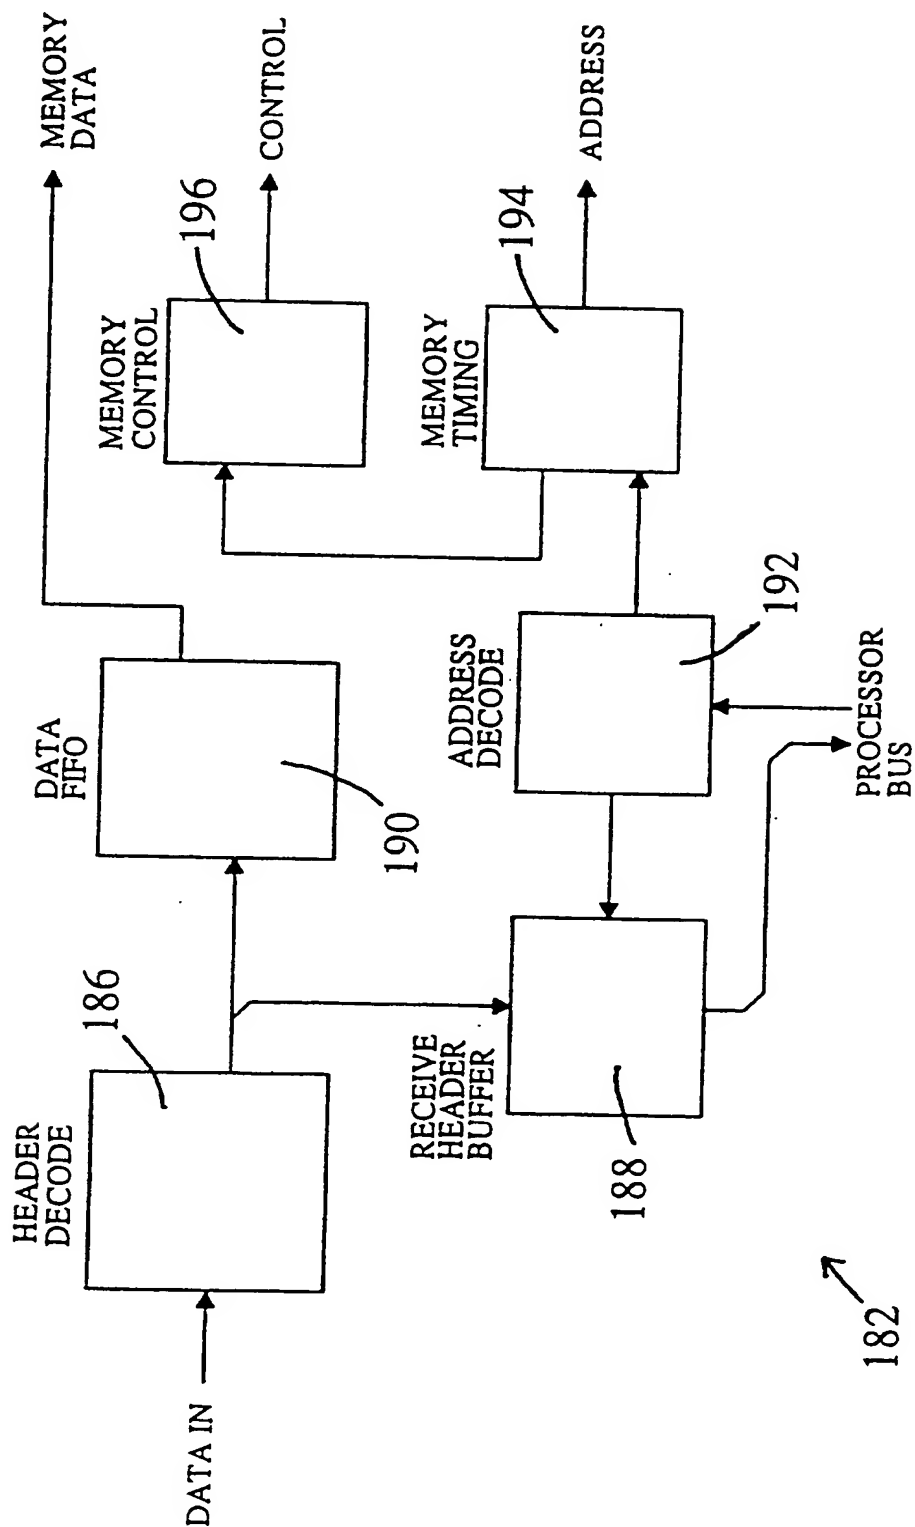 DATA IN
HEADER
DECODE
186
DATA
FIFO
190
MEMORY
DATA
MEMORY
CONTROL
196
CONTROL
RECEIVE
HEADER
BUFFER
188
ADDRESS
DECODE
192
MEMORY
TIMING
194
ADDRESS
PROCESSOR
BUS
182